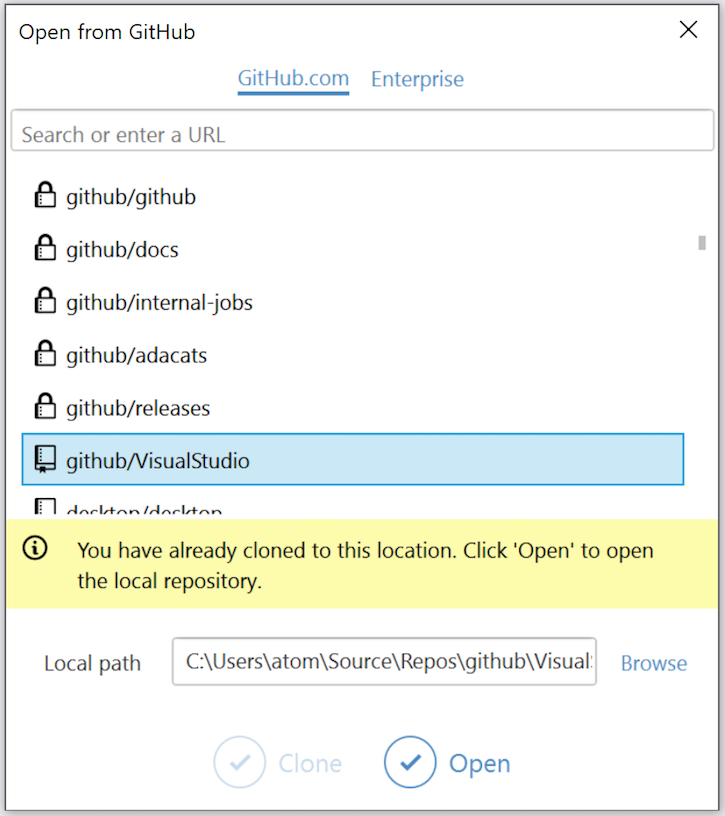 Open from GitHub
GitHub.com Enterprise
Search or enter a URL
github/github
github/docs
github/internal-jobs
github/adacats
github/releases
github/VisualStudio
desktop/desktop
You have already cloned to this location. Click 'Open' to open
the local repository.
Local path C:\Users\atom\Source\Repos\github\Visual Browse
Clone Open